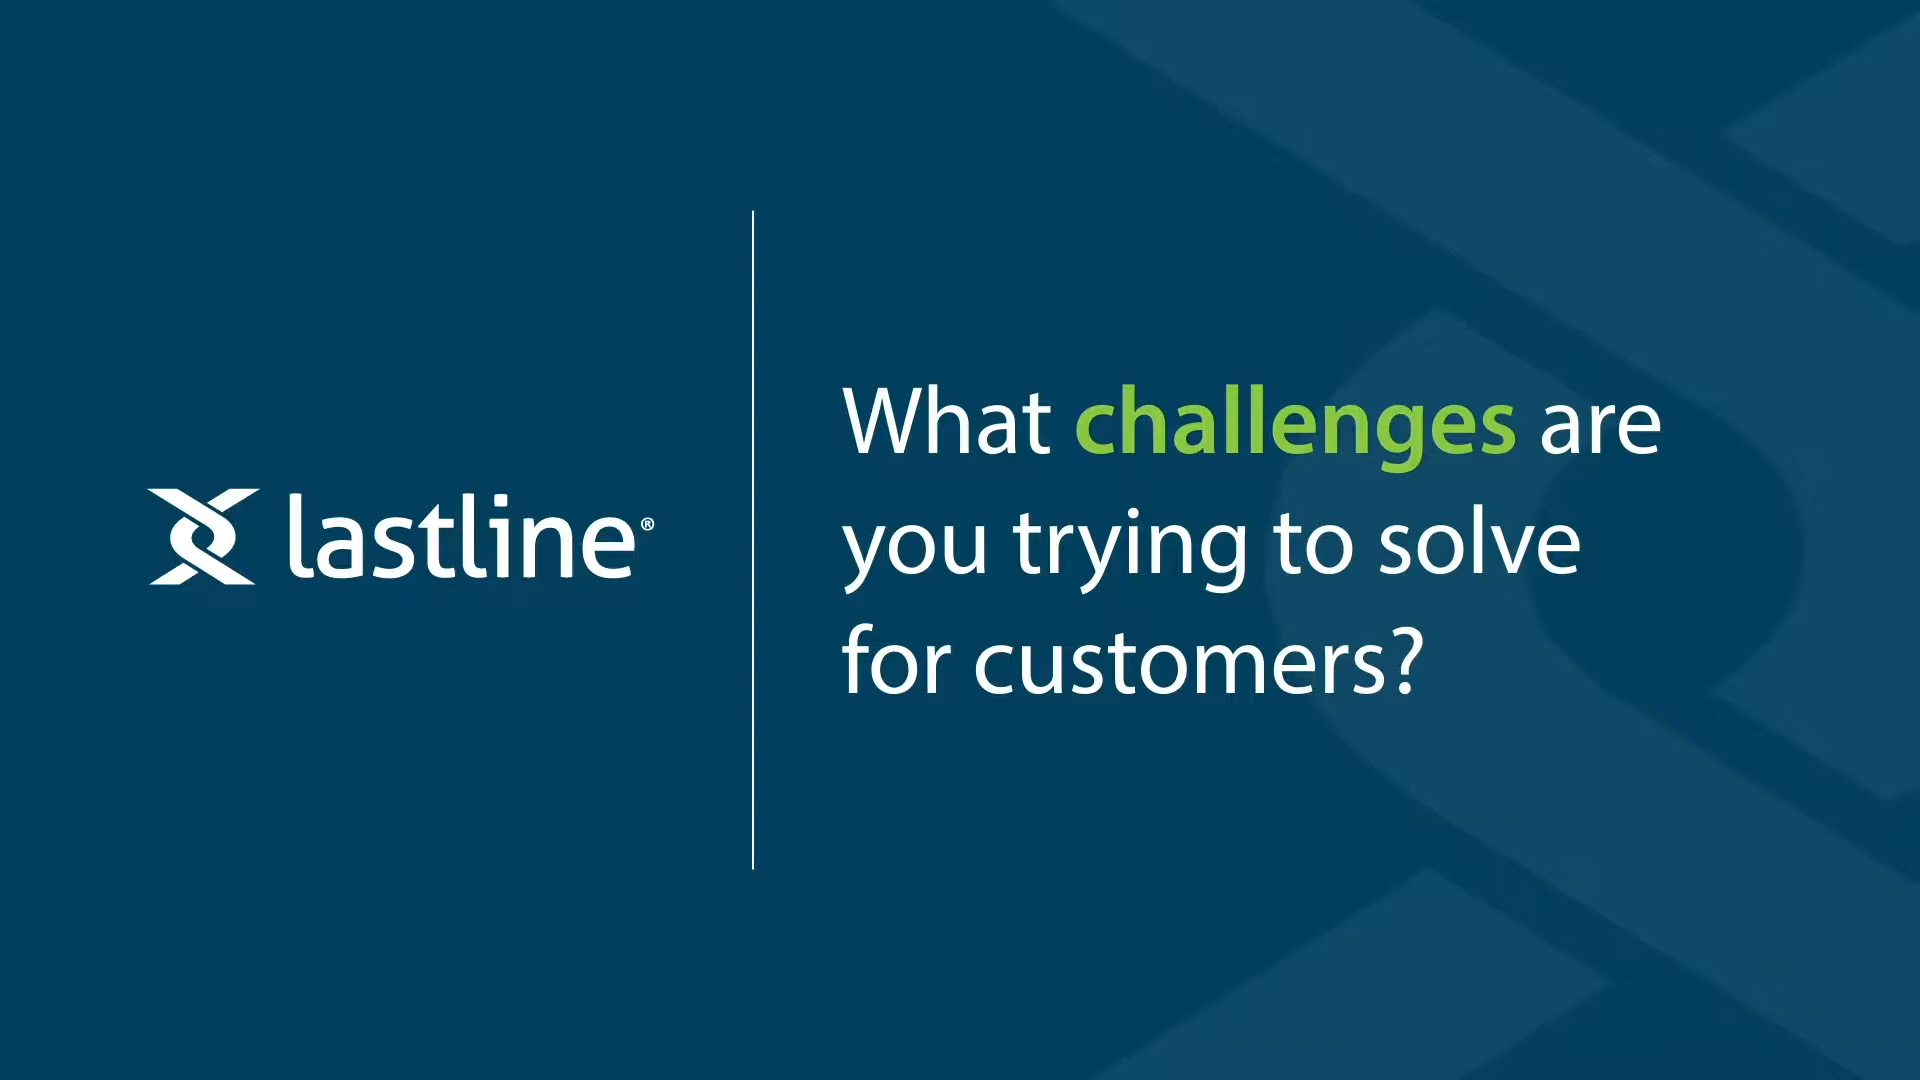 lastline®
What challenges are
you trying to solve
for customers?